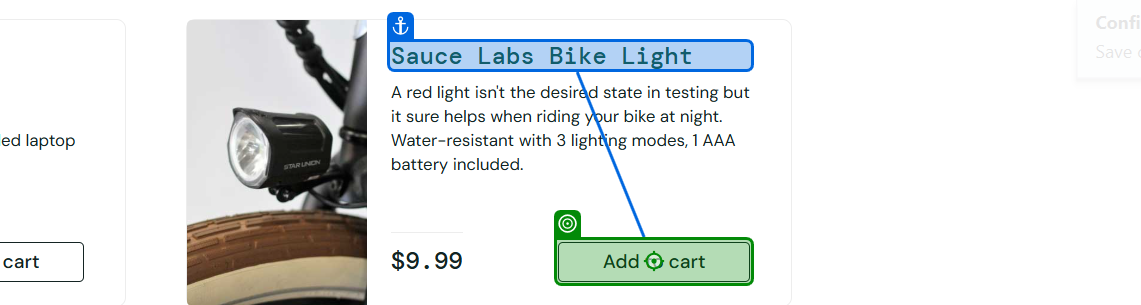 Confi
Save
Sauce Labs Bike Light
A red light isn't the desired state in testing but
it sure helps when riding your bike at night.
Water-resistant with 3 lighting modes, 1 AAA
battery included.
ed laptop
STAR UNION
$9.99
Add cart
cart